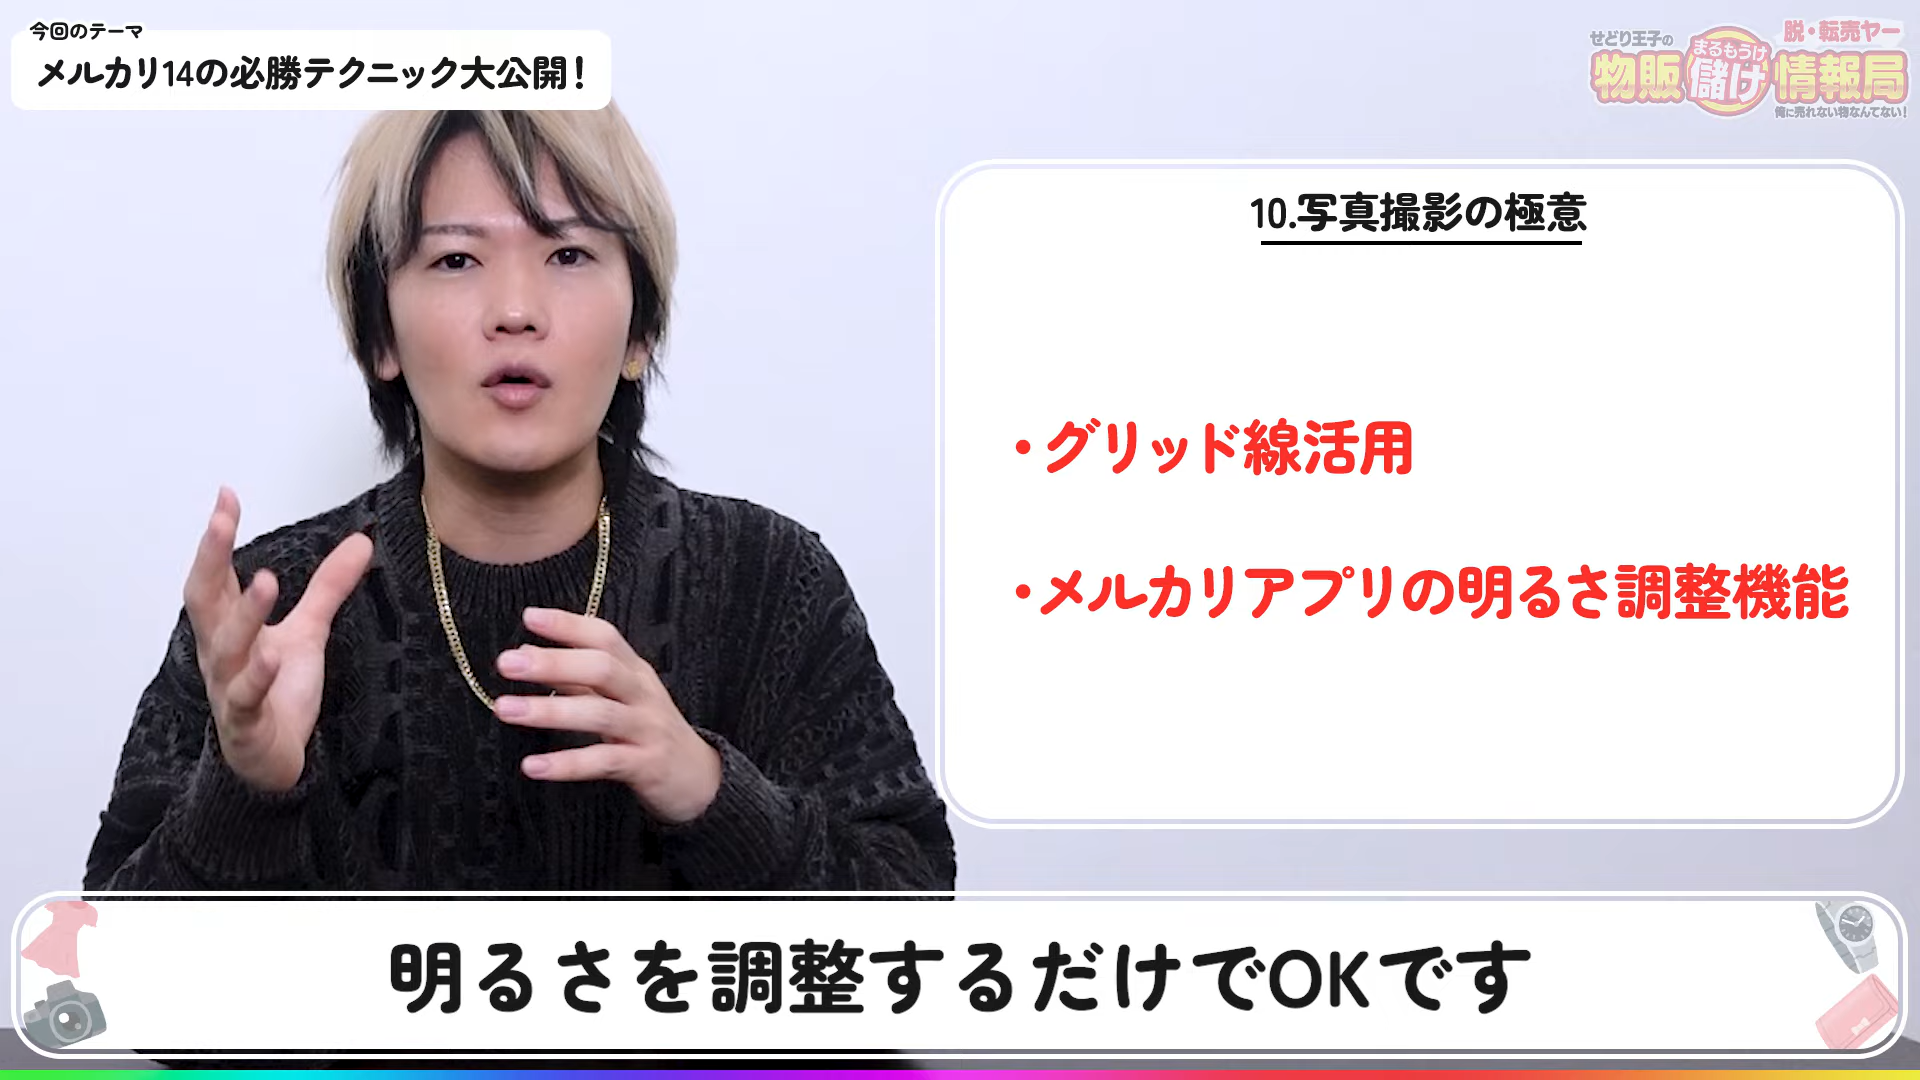 今回のテーマ
メルカリ14の必勝テクニック大公開！
せどり王子の
脱・転売ヤー
まるもうけ
物販儲け情報局
俺に売れない物なんてない！
10.写真撮影の極意
・グリッド線活用
・メルカリアプリの明るさ調整機能
明るさを調整するだけでOKです